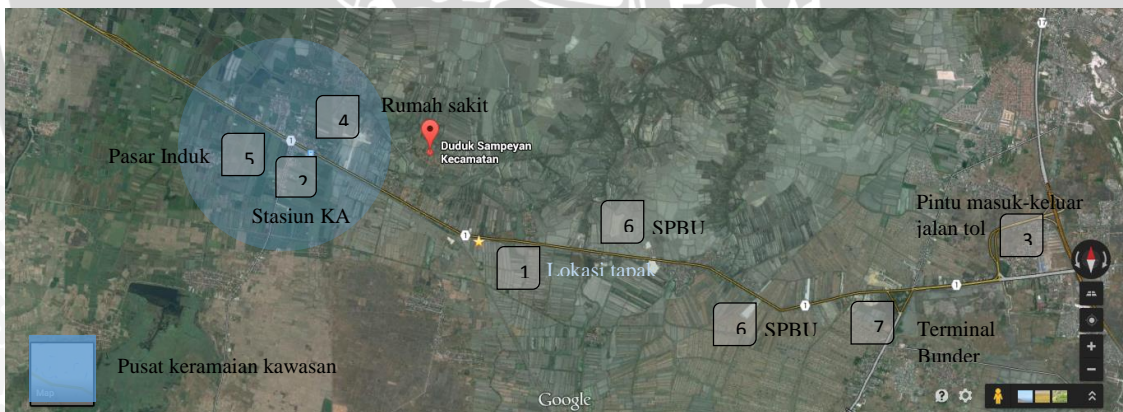 17
4
Rumah sakit
Duduk Sampeyan
Kecamatan
1
5
Pasar Induk
2
Stasiun KA
6
SPBU
Pintu masuk-keluar
jalan tol
3
1
1
Lokasi tapak
1
1
6
SPBU
7
Terminal
Bunder
Pusat keramaian kawasan
Map
Google